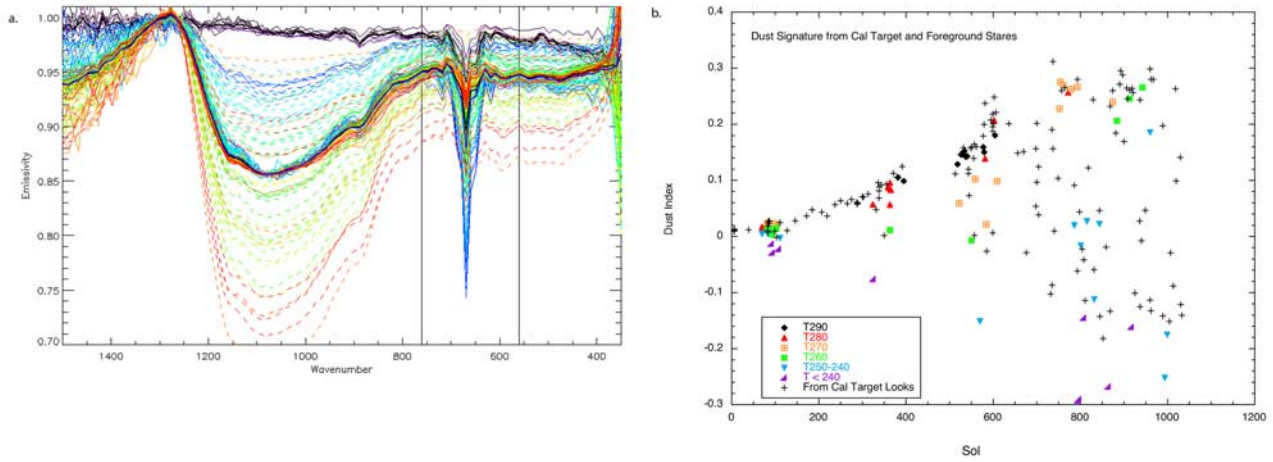 a.
1.00
0.95
0.90
0.85
0.80
0.75
0.70
Emissivity
1400 1200 1000 800 600 400
Wavenumber
b.
Dust Signature from Cal Target and Foreground Stares
0.4
0.3
0.2
0.1
0
-0.1
-0.2
-0.3
Dust Index
T290
T280
T270
T260
T250-240
T < 240
From Cal Target Looks
0 200 400 600 800 1000 1200
Sol